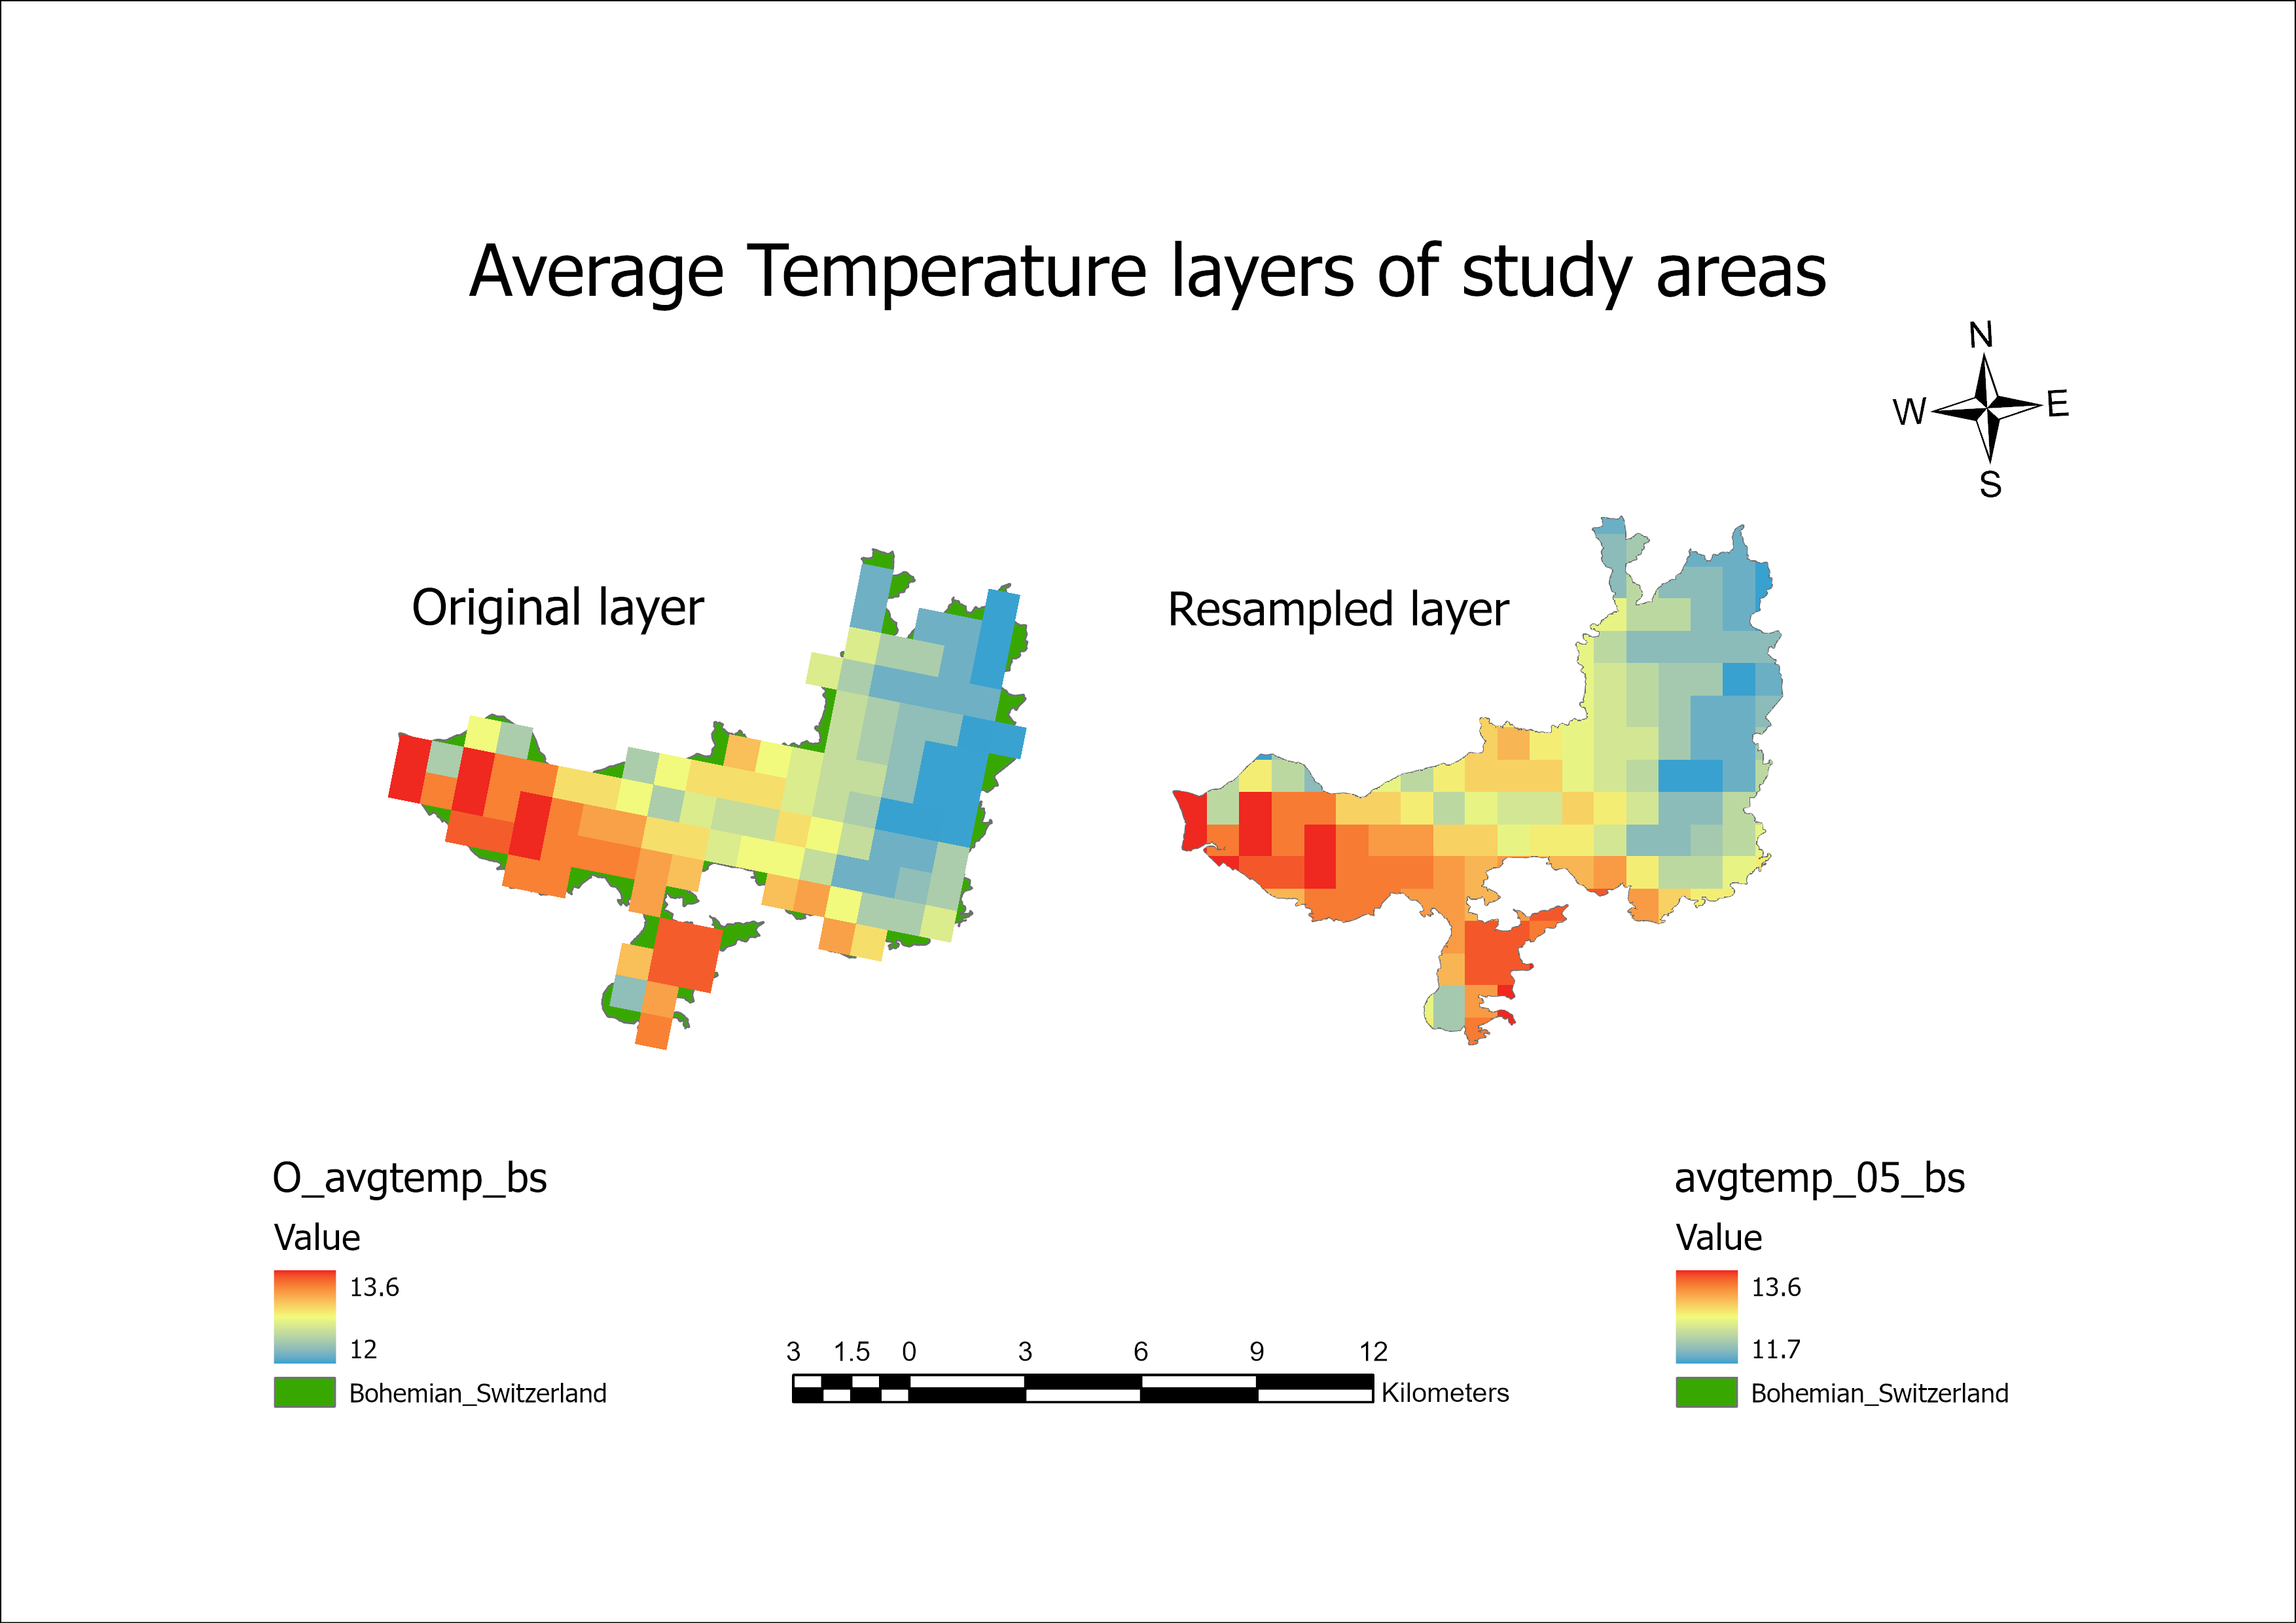 Average Temperature layers of study areas
N
W E
S
Original layer
Resampled layer
O_avgtemp_bs
Value
13.6
12
Bohemian_Switzerland
3 1.5 0 3 6 9 12
Kilometers
avgtemp_05_bs
Value
13.6
11.7
Bohemian_Switzerland